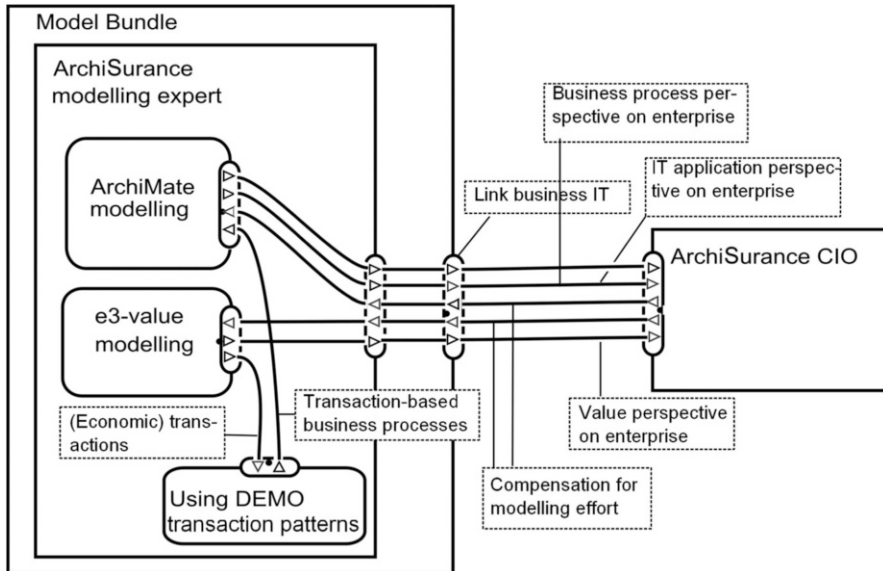 Model Bundle
ArchiSurance
modelling expert
ArchiMate
modelling
e3-value
modelling
(Economic) trans-
actions
Transaction-based
business processes
Using DEMO
transaction patterns
Business process per-
spective on enterprise
IT application perspec-
tive on enterprise
Link business IT
ArchiSurance CIO
Value perspective
on enterprise
Compensation for
modelling effort